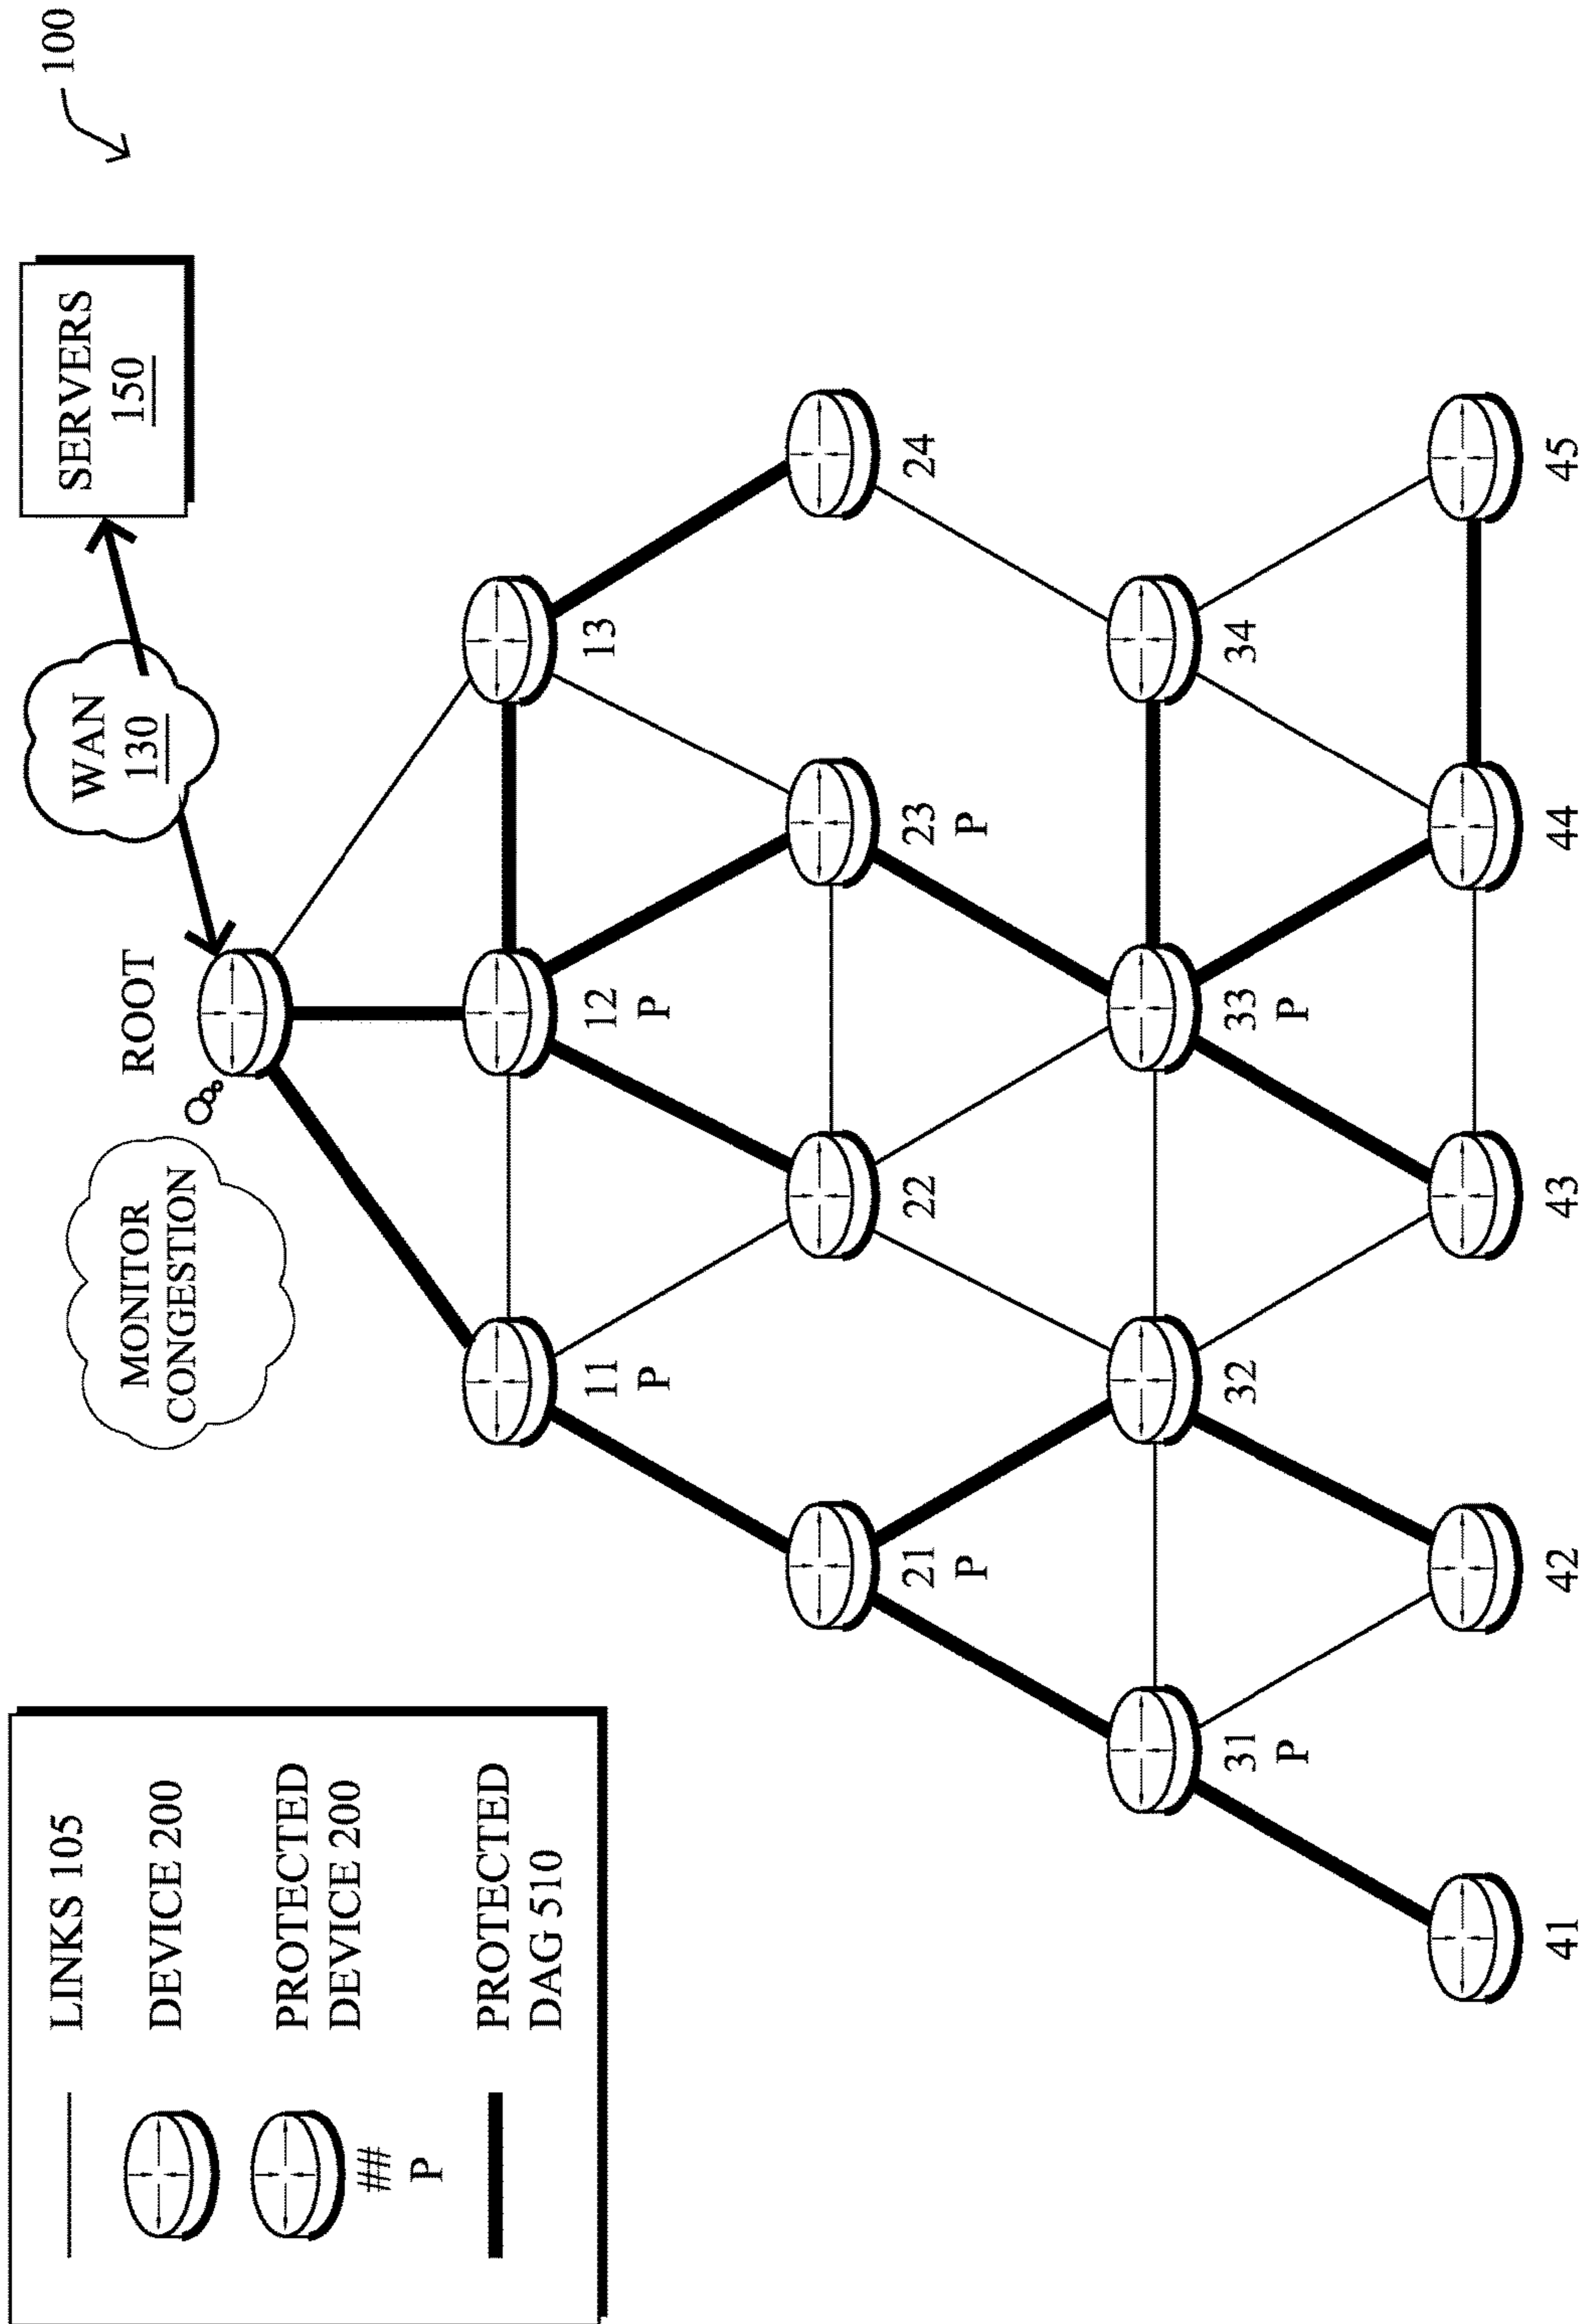 LINKS 105
DEVICE 200
##
P
PROTECTED
DEVICE 200
PROTECTED
DAG 510
MONITOR
CONGESTION
ROOT
WAN
130
SERVERS
150
100
11
P
12
P
13
21
P
22
23
P
24
31
P
32
33
P
34
41
42
43
44
45